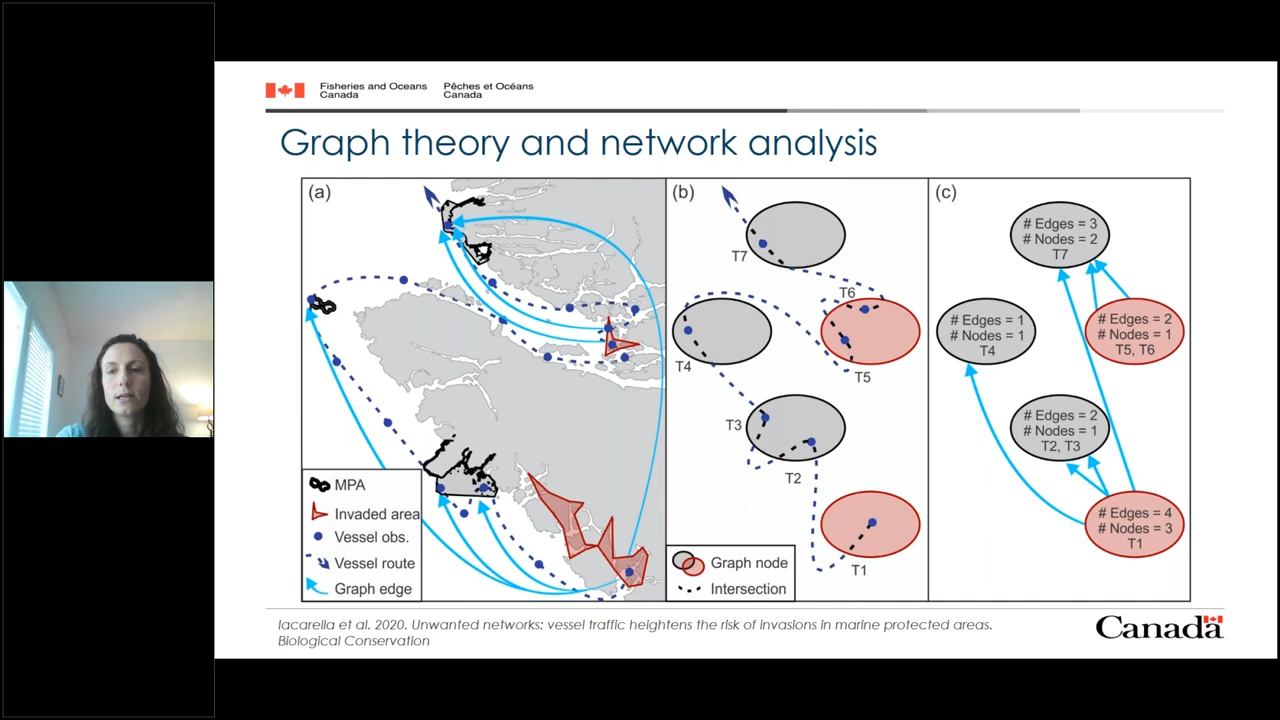 Fisheries and Oceans
Canada
Pêches et Océans
Canada
Graph theory and network analysis
(a)
MPA
Invaded area
Vessel obs.
Vessel route
Graph edge
(b)
T7
T6
T4
T5
T3
T2
T1
Graph node
Intersection
(c)
# Edges = 3
# Nodes = 2
T7
# Edges = 1
# Nodes = 1
T4
# Edges = 2
# Nodes = 1
T5, T6
# Edges = 2
# Nodes = 1
T2, T3
# Edges = 4
# Nodes = 3
T1
Iacarella et al. 2020. Unwanted networks: vessel traffic heightens the risk of invasions in marine protected areas.
Biological Conservation
Canada